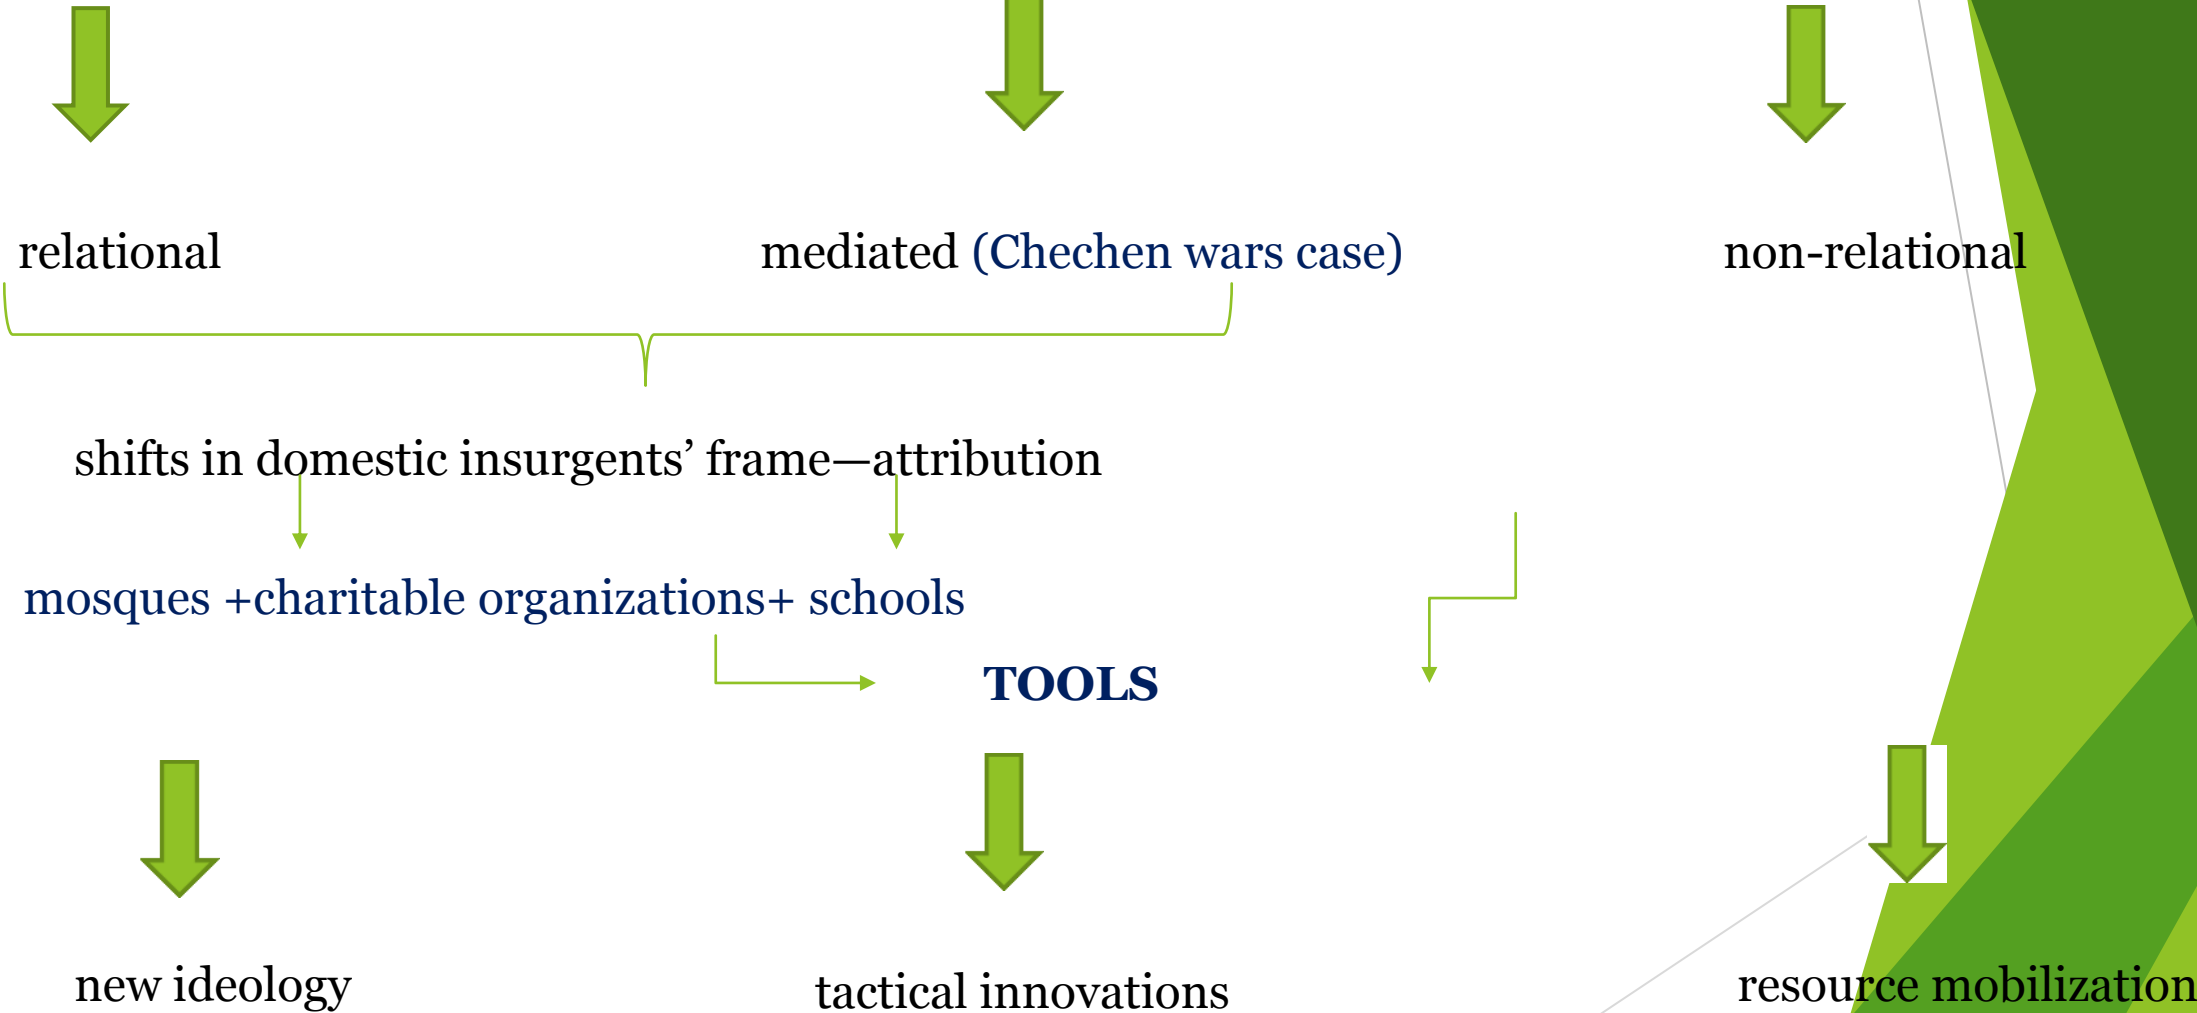 relational
mediated (Chechen wars case)
non-relational
shifts in domestic insurgents’ frame—attribution
mosques +charitable organizations+ schools
TOOLS
new ideology
tactical innovations
resource mobilization